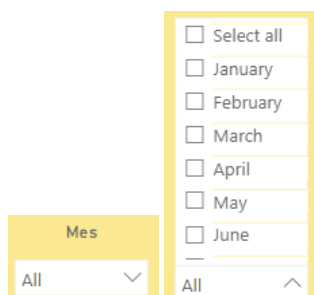 Mes
All
Select all
January
February
March
April
May
June
All